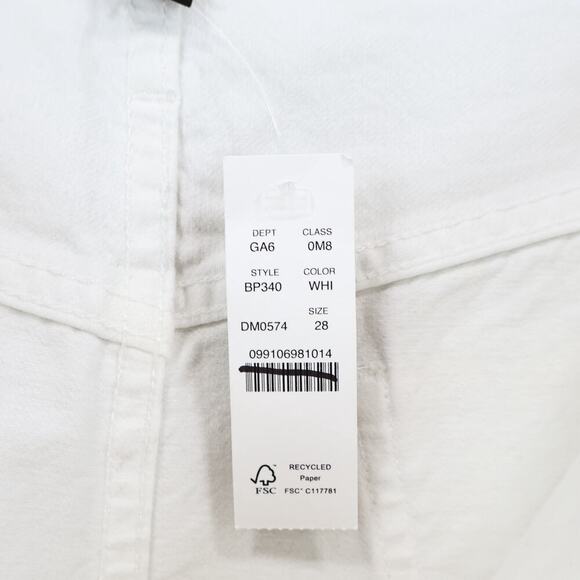 DEPT CLASS
GA6 0M8
STYLE COLOR
BP340 WHI
SIZE
DM0574 28
099106981014
RECYCLED
Paper
FSC
FSC® C117781